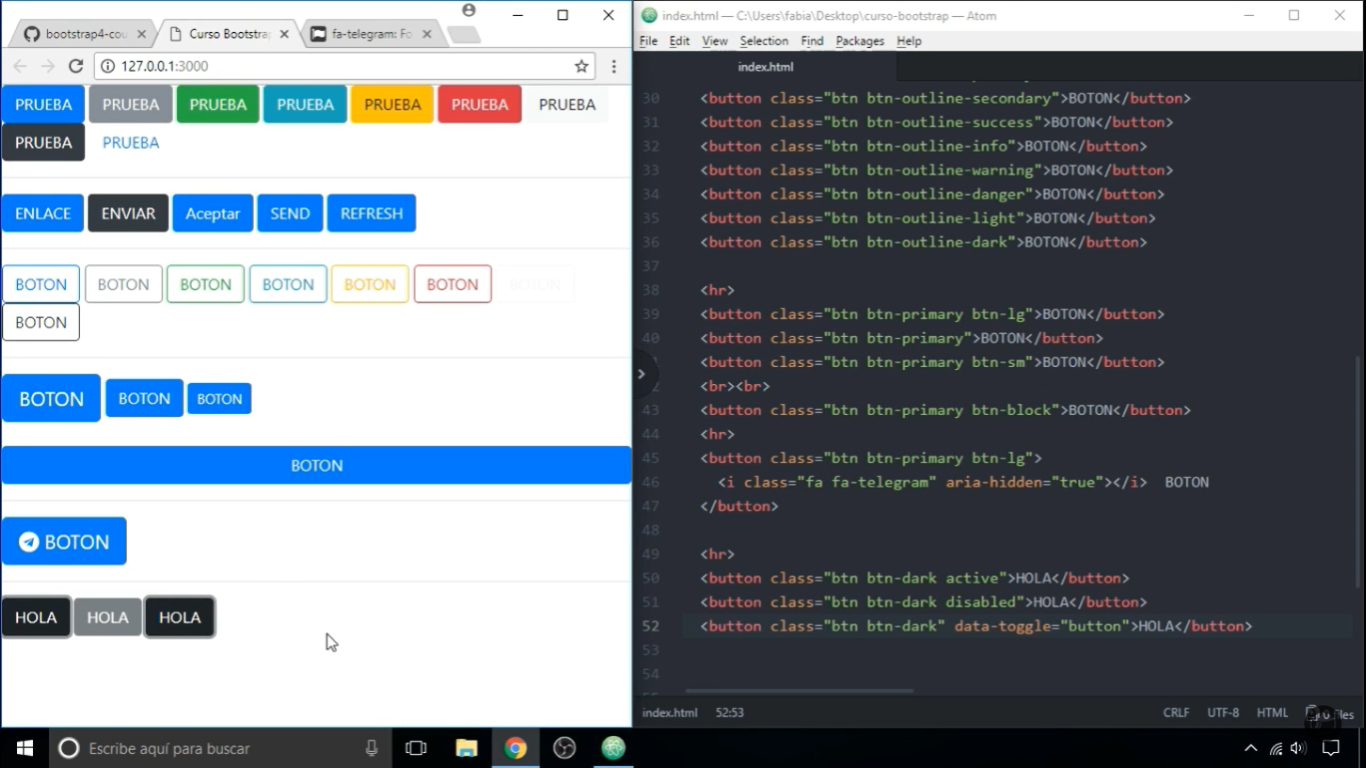 bootstrap4-cou
Curso Bootstra
fa-telegram: Fo
127.0.0.1:3000
PRUEBA PRUEBA PRUEBA PRUEBA PRUEBA PRUEBA PRUEBA
PRUEBA PRUEBA
ENLACE ENVIAR Aceptar SEND REFRESH
BOTON BOTON BOTON BOTON BOTON BOTON BOTON
BOTON
BOTON BOTON BOTON
BOTON
BOTON
HOLA HOLA HOLA
index.html — C:\Users\fabia\Desktop\curso-bootstrap — Atom
File Edit View Selection Find Packages Help
index.html
30 <button class="btn btn-outline-secondary">BOTON</button>
31 <button class="btn btn-outline-success">BOTON</button>
32 <button class="btn btn-outline-info">BOTON</button>
33 <button class="btn btn-outline-warning">BOTON</button>
34 <button class="btn btn-outline-danger">BOTON</button>
35 <button class="btn btn-outline-light">BOTON</button>
36 <button class="btn btn-outline-dark">BOTON</button>
37
38 <hr>
39 <button class="btn btn-primary btn-lg">BOTON</button>
40 <button class="btn btn-primary">BOTON</button>
<button class="btn btn-primary btn-sm">BOTON</button>
2 <br><br>
43 <button class="btn btn-primary btn-block">BOTON</button>
44 <hr>
45 <button class="btn btn-primary btn-lg">
46 <i class="fa fa-telegram" aria-hidden="true"></i> BOTON
47 </button>
48
49 <hr>
50 <button class="btn btn-dark active">HOLA</button>
51 <button class="btn btn-dark disabled">HOLA</button>
52 <button class="btn btn-dark" data-toggle="button">HOLA</button>
53
54
index.html 52:53 CRLF UTF-8 HTML
Escribe aquí para buscar